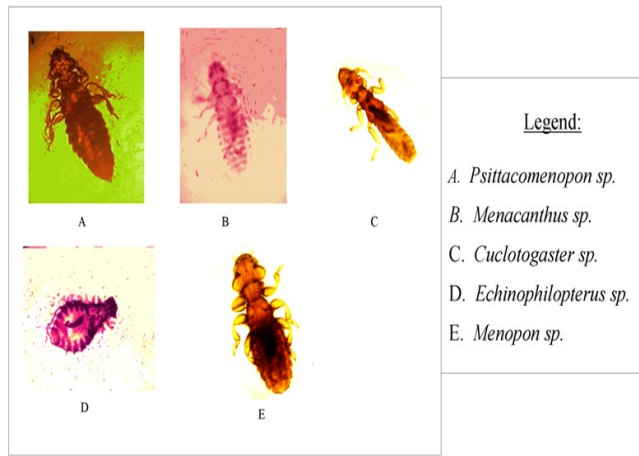 A
B
C
D
E
Legend:
A. Psittacomenopon sp.
B. Menacanthus sp.
C. Cuclotogaster sp.
D. Echinophilopterus sp.
E. Menopon sp.